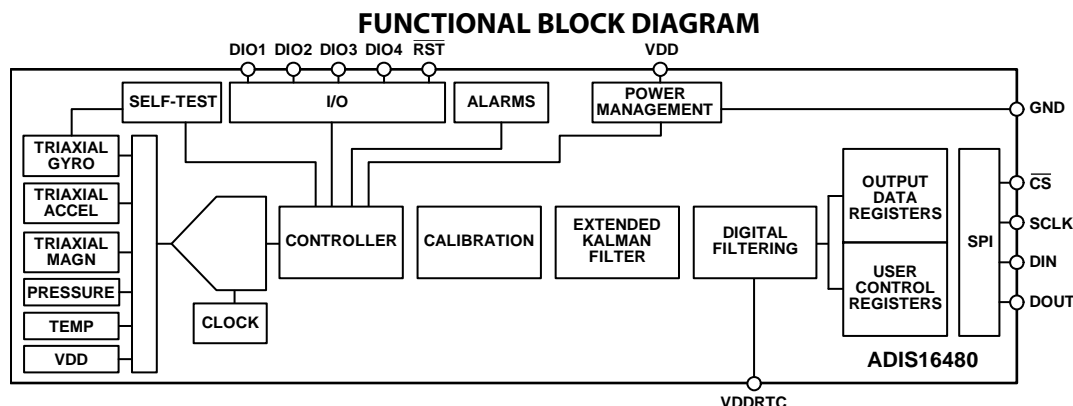 FUNCTIONAL BLOCK DIAGRAM
DIO1 DIO2 DIO3 DIO4 RST VDD
SELF-TEST
I/O
ALARMS
POWER
MANAGEMENT
GND
TRIAXIAL
GYRO
TRIAXIAL
ACCEL
TRIAXIAL
MAGN
PRESSURE
TEMP
VDD
CLOCK
CONTROLLER
CALIBRATION
EXTENDED
KALMAN
FILTER
DIGITAL
FILTERING
OUTPUT
DATA
REGISTERS
USER
CONTROL
REGISTERS
SPI
CS
SCLK
DIN
DOUT
ADIS16480
VDDRTC